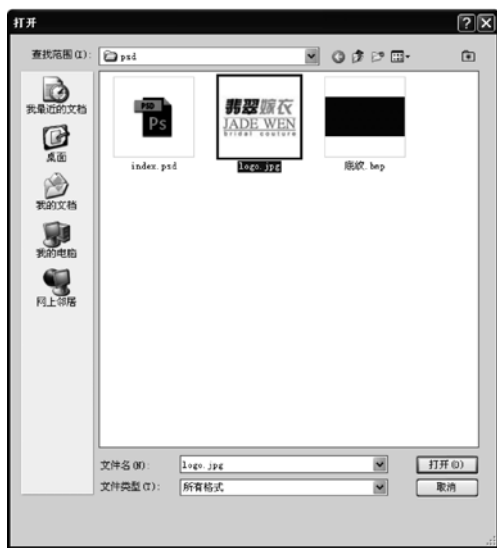 打开
查找范围(I):
psd
我最近的文档
桌面
我的文档
我的电脑
网上邻居
PSD
Ps
index.psd
翡翠嫁衣
JADE WEN
bridal couture
logo.jpg
底纹.bmp
文件名(N):
logo.jpg
打开(O)
文件类型(T):
所有格式
取消